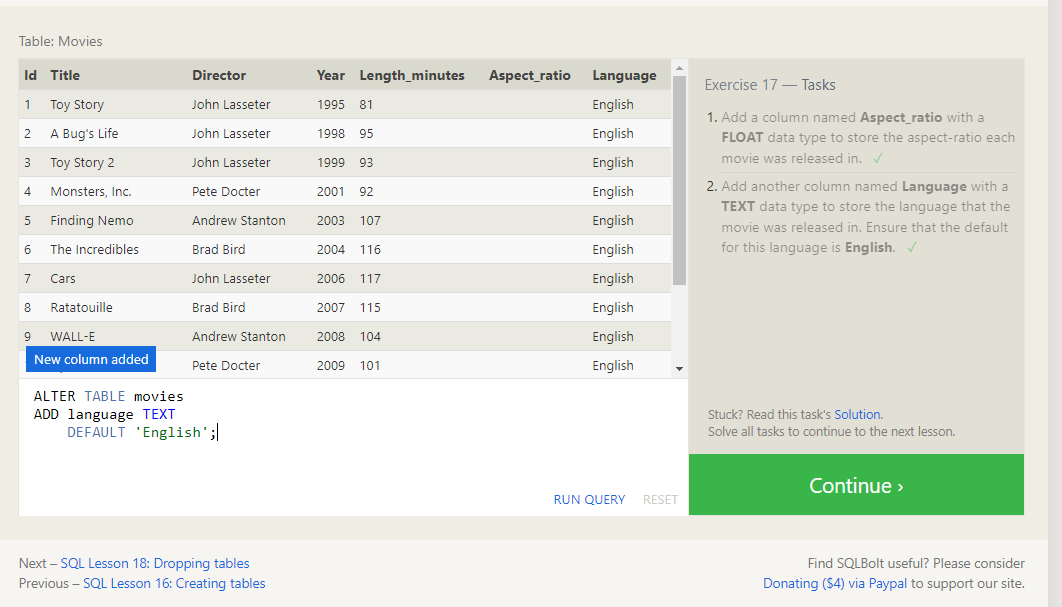 Table: Movies
Id Title Director Year Length_minutes Aspect_ratio Language
1 Toy Story John Lasseter 1995 81 English
2 A Bug's Life John Lasseter 1998 95 English
3 Toy Story 2 John Lasseter 1999 93 English
4 Monsters, Inc. Pete Docter 2001 92 English
5 Finding Nemo Andrew Stanton 2003 107 English
6 The Incredibles Brad Bird 2004 116 English
7 Cars John Lasseter 2006 117 English
8 Ratatouille Brad Bird 2007 115 English
9 WALL-E Andrew Stanton 2008 104 English
Pete Docter 2009 101 English
New column added
ALTER TABLE movies
ADD language TEXT
DEFAULT 'English';
RUN QUERY RESET
Exercise 17 — Tasks
1. Add a column named Aspect_ratio with a
FLOAT data type to store the aspect-ratio each
movie was released in. ✓
2. Add another column named Language with a
TEXT data type to store the language that the
movie was released in. Ensure that the default
for this language is English. ✓
Stuck? Read this task's Solution.
Solve all tasks to continue to the next lesson.
Continue ›
Next – SQL Lesson 18: Dropping tables
Previous – SQL Lesson 16: Creating tables
Find SQLBolt useful? Please consider
Donating ($4) via Paypal to support our site.